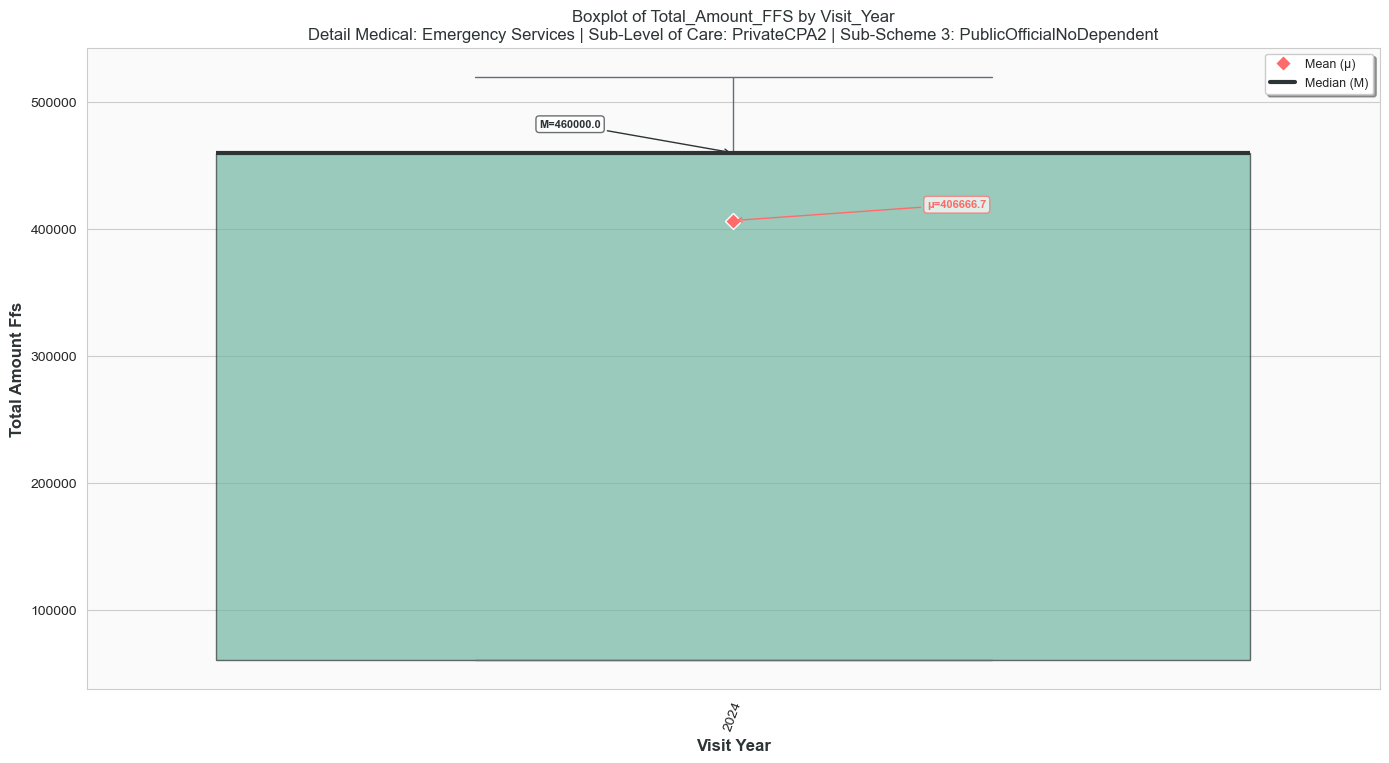 Boxplot of Total_Amount_FFS by Visit_Year
Detail Medical: Emergency Services | Sub-Level of Care: PrivateCPA2 | Sub-Scheme 3: PublicOfficialNoDependent
Mean (μ)
Median (M)
500000
400000
300000
200000
100000
Total Amount Ffs
M=460000.0
μ=406666.7
2024
Visit Year